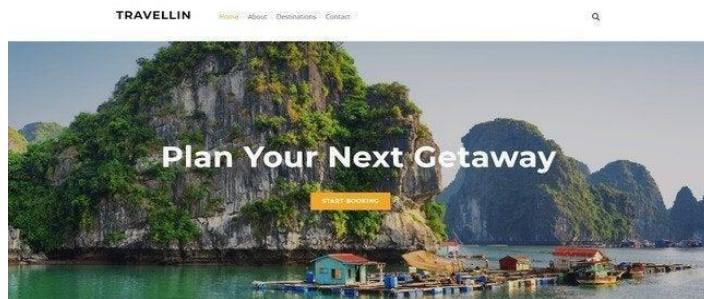 TRAVELLIN Home About Destinations Contact
Plan Your Next Getaway
START BOOKING